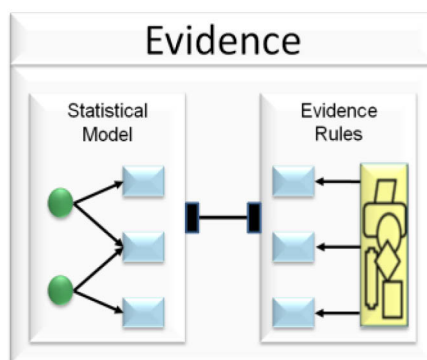 Evidence
Statistical
Model
Evidence
Rules